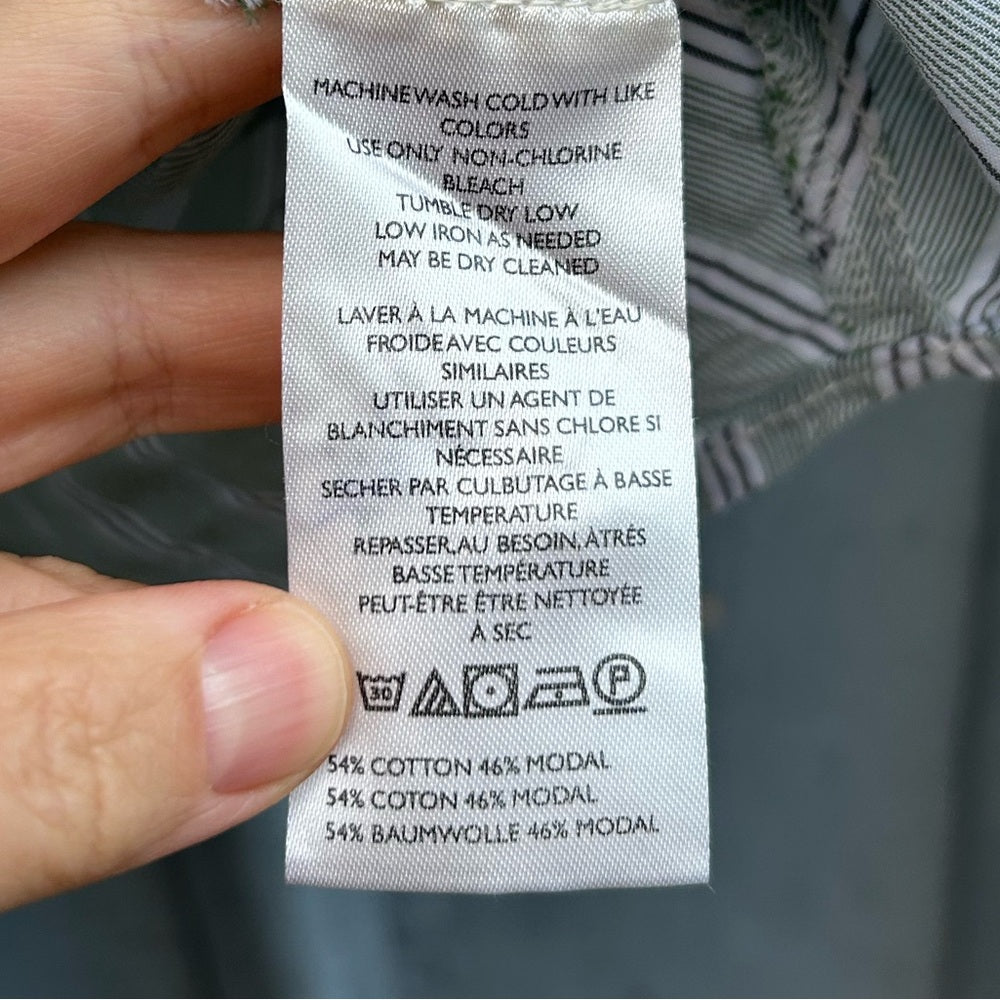 MACHINE WASH COLD WITH LIKE
COLORS
USE ONLY NON-CHLORINE
BLEACH
TUMBLE DRY LOW
LOW IRON AS NEEDED
MAY BE DRY CLEANED
LAVER À LA MACHINE À L'EAU
FROIDE AVEC COULEURS
SIMILAIRES
UTILISER UN AGENT DE
BLANCHIMENT SANS CHLORE SI
NÉCESSAIRE
SECHER PAR CULBUTAGE À BASSE
TEMPERATURE
REPASSER, AU BESOIN, À TRÉS
BASSE TEMPÉRATURE
PEUT-ÊTRE ÊTRE NETTOYÉE
À SEC
30 P
54% COTTON 46% MODAL
54% COTON 46% MODAL
54% BAUMWOLLE 46% MODAL